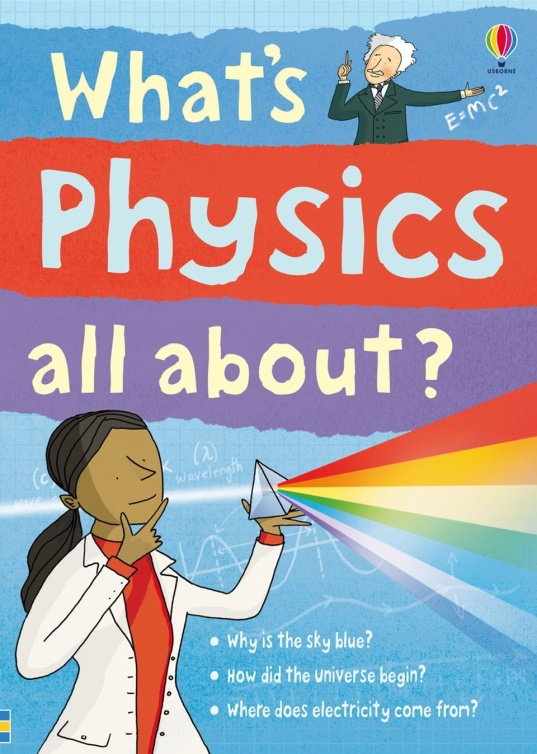 What's
USBORNE
E=mc²
Physics
all about?
(λ)
wavelength
• Why is the sky blue?
• How did the universe begin?
• Where does electricity come from?